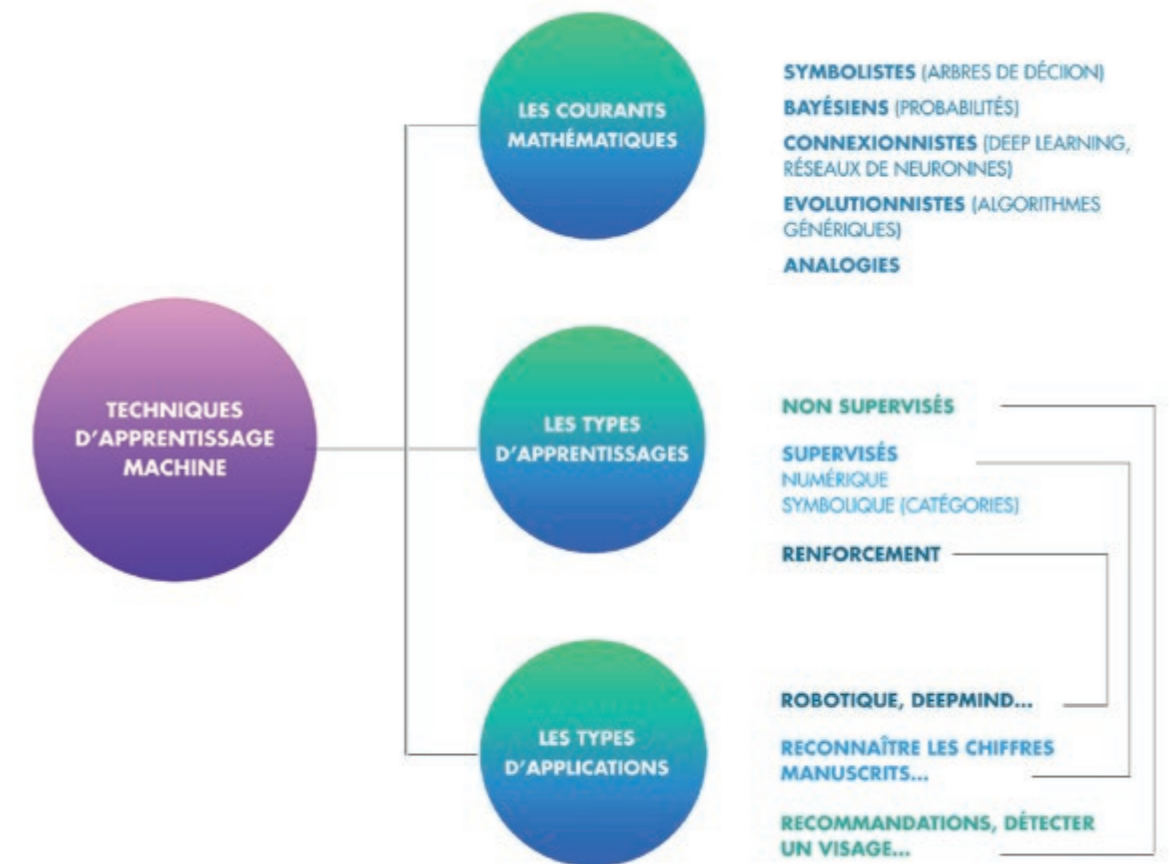 TECHNIQUES
D'APPRENTISSAGE
MACHINE
LES COURANTS
MATHÉMATIQUES
SYMBOLISTES (ARBRES DE DÉCIION)
BAYÉSIENS (PROBABILITÉS)
CONNEXIONNISTES (DEEP LEARNING,
RÉSEAUX DE NEURONNES)
EVOLUTIONNISTES (ALGORITHMES
GÉNÉRIQUES)
ANALOGIES
LES TYPES
D'APPRENTISSAGES
NON SUPERVISÉS
SUPERVISÉS
NUMÉRIQUE
SYMBOLIQUE (CATÉGORIES)
RENFORCEMENT
LES TYPES
D'APPLICATIONS
ROBOTIQUE, DEEPMIND...
RECONNAÎTRE LES CHIFFRES
MANUSCRITS...
RECOMMANDATIONS, DÉTECTER
UN VISAGE...